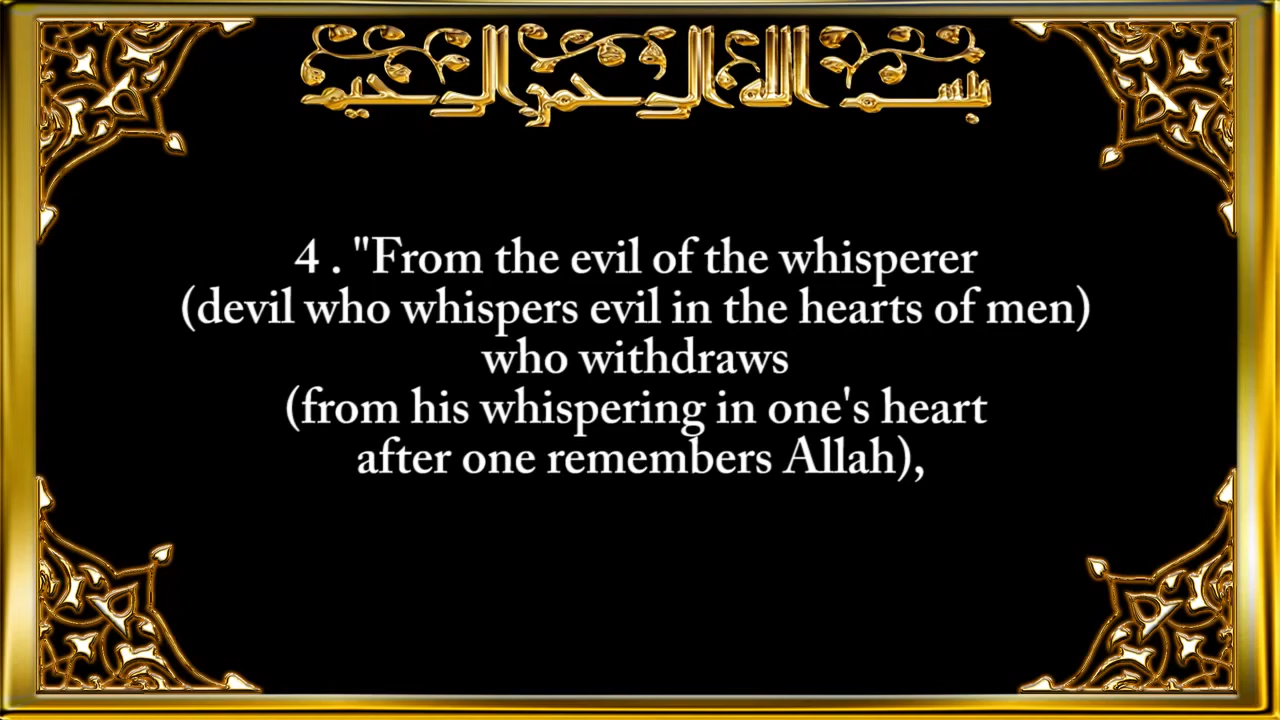 بسم الله الرحمن الرحيم
4 . "From the evil of the whisperer
(devil who whispers evil in the hearts of men)
who withdraws
(from his whispering in one's heart
after one remembers Allah),